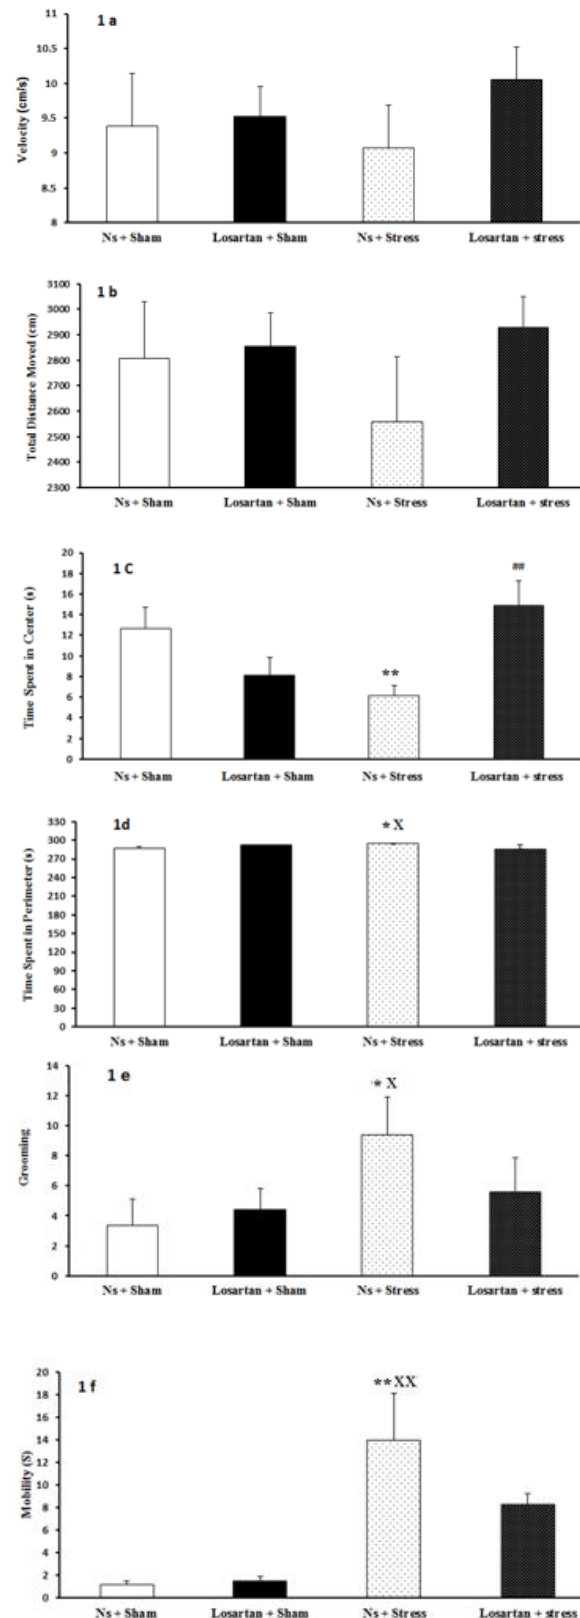 1 a
Velocity (cm/s)
11
10.5
10
9.5
9
8.5
8
Ns + Sham Losartan + Sham Ns + Stress Losartan + stress
1 b
Total Distance Moved (cm)
3100
3000
2900
2800
2700
2600
2500
2400
2300
Ns + Sham Losartan + Sham Ns + Stress Losartan + stress
1 C
Time Spent in Center (s)
20
18
16
14
12
10
8
6
4
2
0
**
##
Ns + Sham Losartan + Sham Ns + Stress Losartan + stress
1d
Time Spent in Perimeter (s)
330
300
270
240
210
180
150
120
90
60
30
0
* X
Ns + Sham Losartan + Sham Ns + Stress Losartan + stress
1 e
Grooming
14
12
10
8
6
4
2
0
* X
Ns + Sham Losartan + Sham Ns + Stress Losartan + stress
1 f
Mobility (S)
20
18
16
14
12
10
8
6
4
2
0
**XX
Ns + Sham Losartan + Sham Ns + Stress Losartan + stress